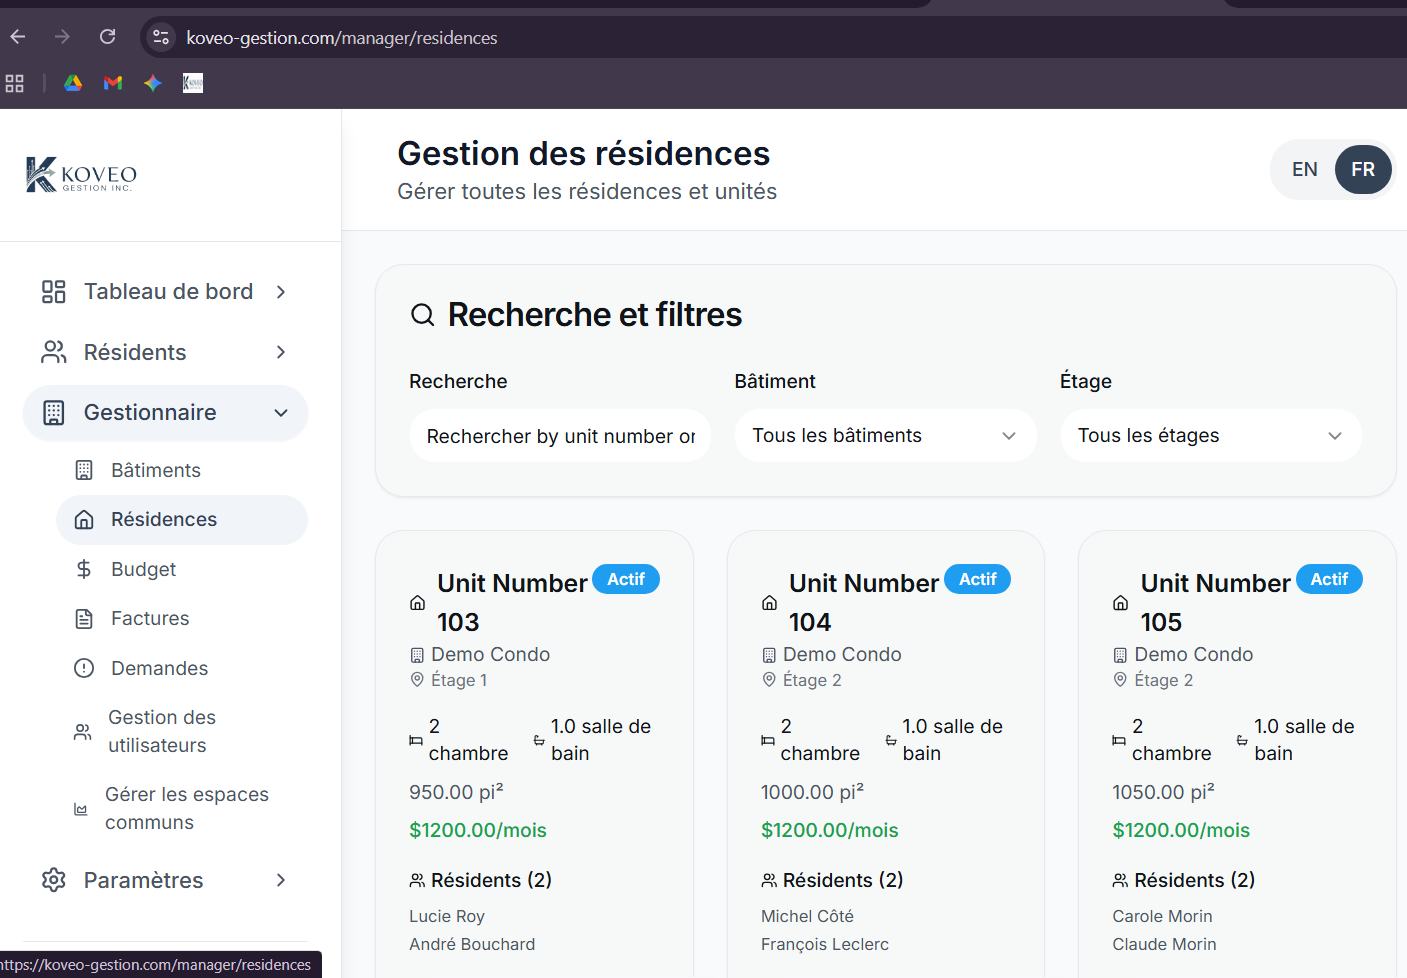 koveo-gestion.com/manager/residences
KOVEO
GESTION INC.
Gestion des résidences
Gérer toutes les résidences et unités
EN FR
Tableau de bord
Résidents
Gestionnaire
Bâtiments
Résidences
Budget
Factures
Demandes
Gestion des
utilisateurs
Gérer les espaces
communs
Paramètres
Recherche et filtres
Recherche
Rechercher by unit number or
Bâtiment
Tous les bâtiments
Étage
Tous les étages
Unit Number
103
Actif
Demo Condo
Étage 1
2
chambre
1.0 salle de
bain
950.00 pi²
$1200.00/mois
Résidents (2)
Lucie Roy
André Bouchard
Unit Number
104
Actif
Demo Condo
Étage 2
2
chambre
1.0 salle de
bain
1000.00 pi²
$1200.00/mois
Résidents (2)
Michel Côté
François Leclerc
Unit Number
105
Actif
Demo Condo
Étage 2
2
chambre
1.0 salle de
bain
1050.00 pi²
$1200.00/mois
Résidents (2)
Carole Morin
Claude Morin
https://koveo-gestion.com/manager/residences